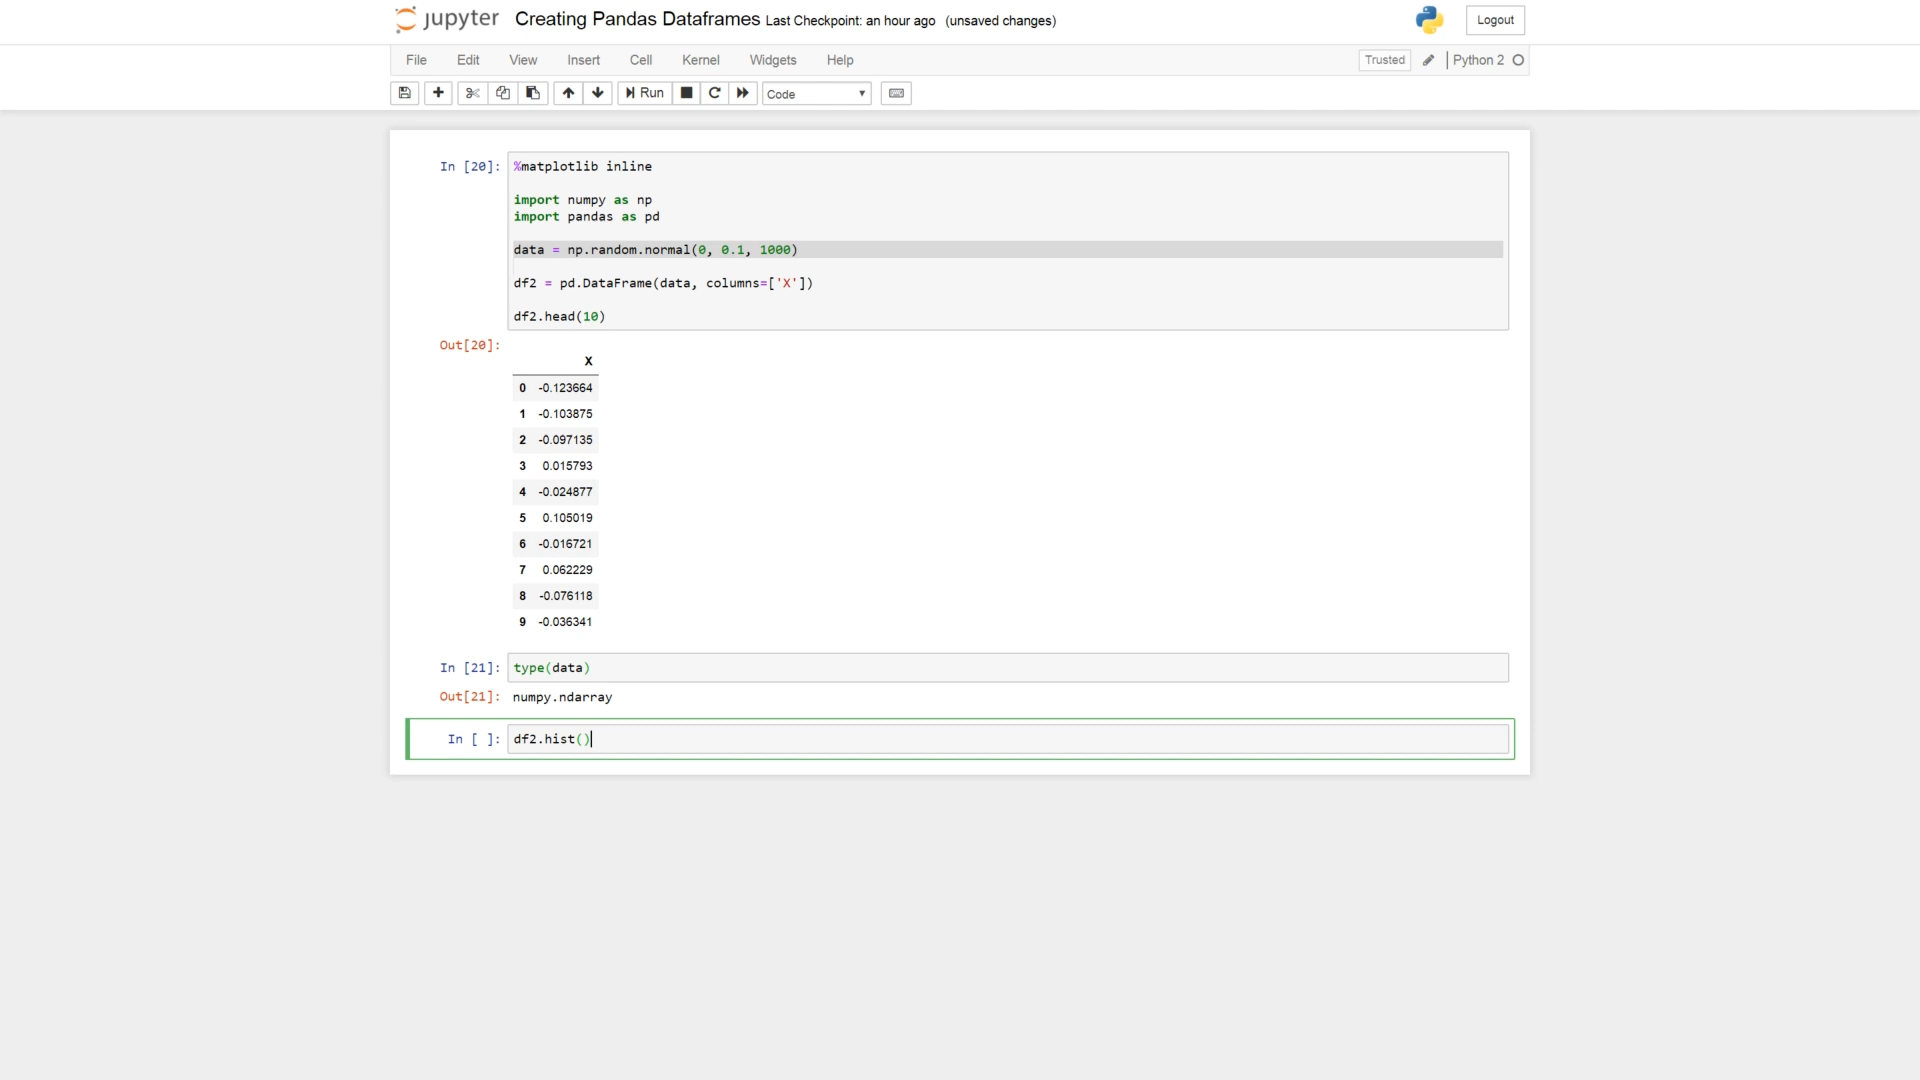 jupyter Creating Pandas Dataframes Last Checkpoint: an hour ago (unsaved changes) Logout
File Edit View Insert Cell Kernel Widgets Help Trusted Python 2
Run Code
In [20]: %matplotlib inline
import numpy as np
import pandas as pd
data = np.random.normal(0, 0.1, 1000)
df2 = pd.DataFrame(data, columns=['X'])
df2.head(10)
Out[20]:
X
0 -0.123664
1 -0.103875
2 -0.097135
3 0.015793
4 -0.024877
5 0.105019
6 -0.016721
7 0.062229
8 -0.076118
9 -0.036341
In [21]: type(data)
Out[21]: numpy.ndarray
In [ ]: df2.hist()